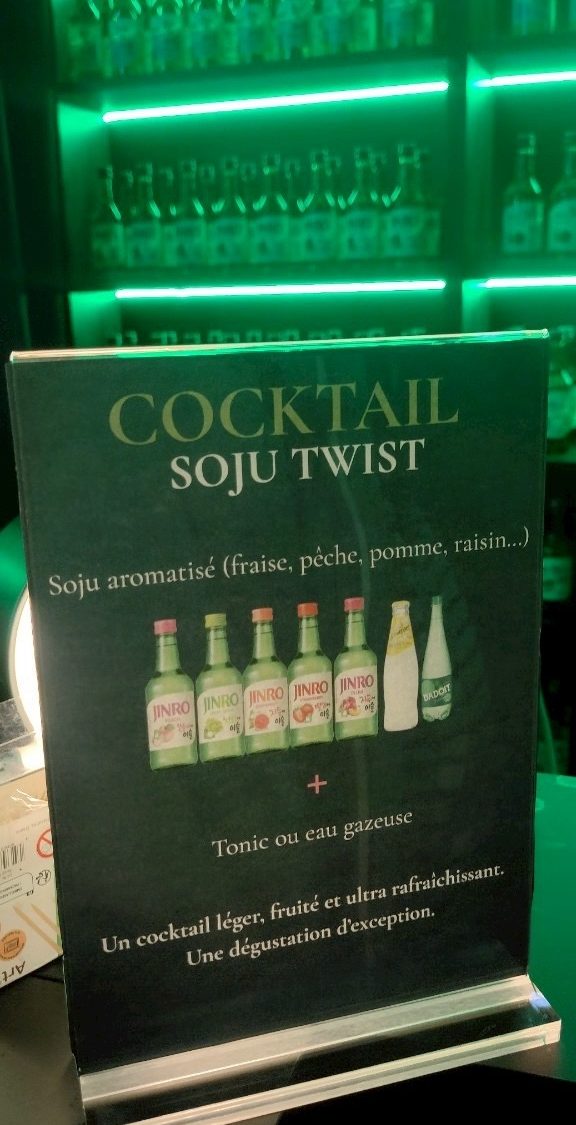 COCKTAIL
SOJU TWIST
Soju aromatisé (fraise, pêche, pomme, raisin...)
JINRO JINRO JINRO JINRO JINRO
BADOIT
+
Tonic ou eau gazeuse
Un cocktail léger, fruité et ultra rafraîchissant.
Une dégustation d'exception.